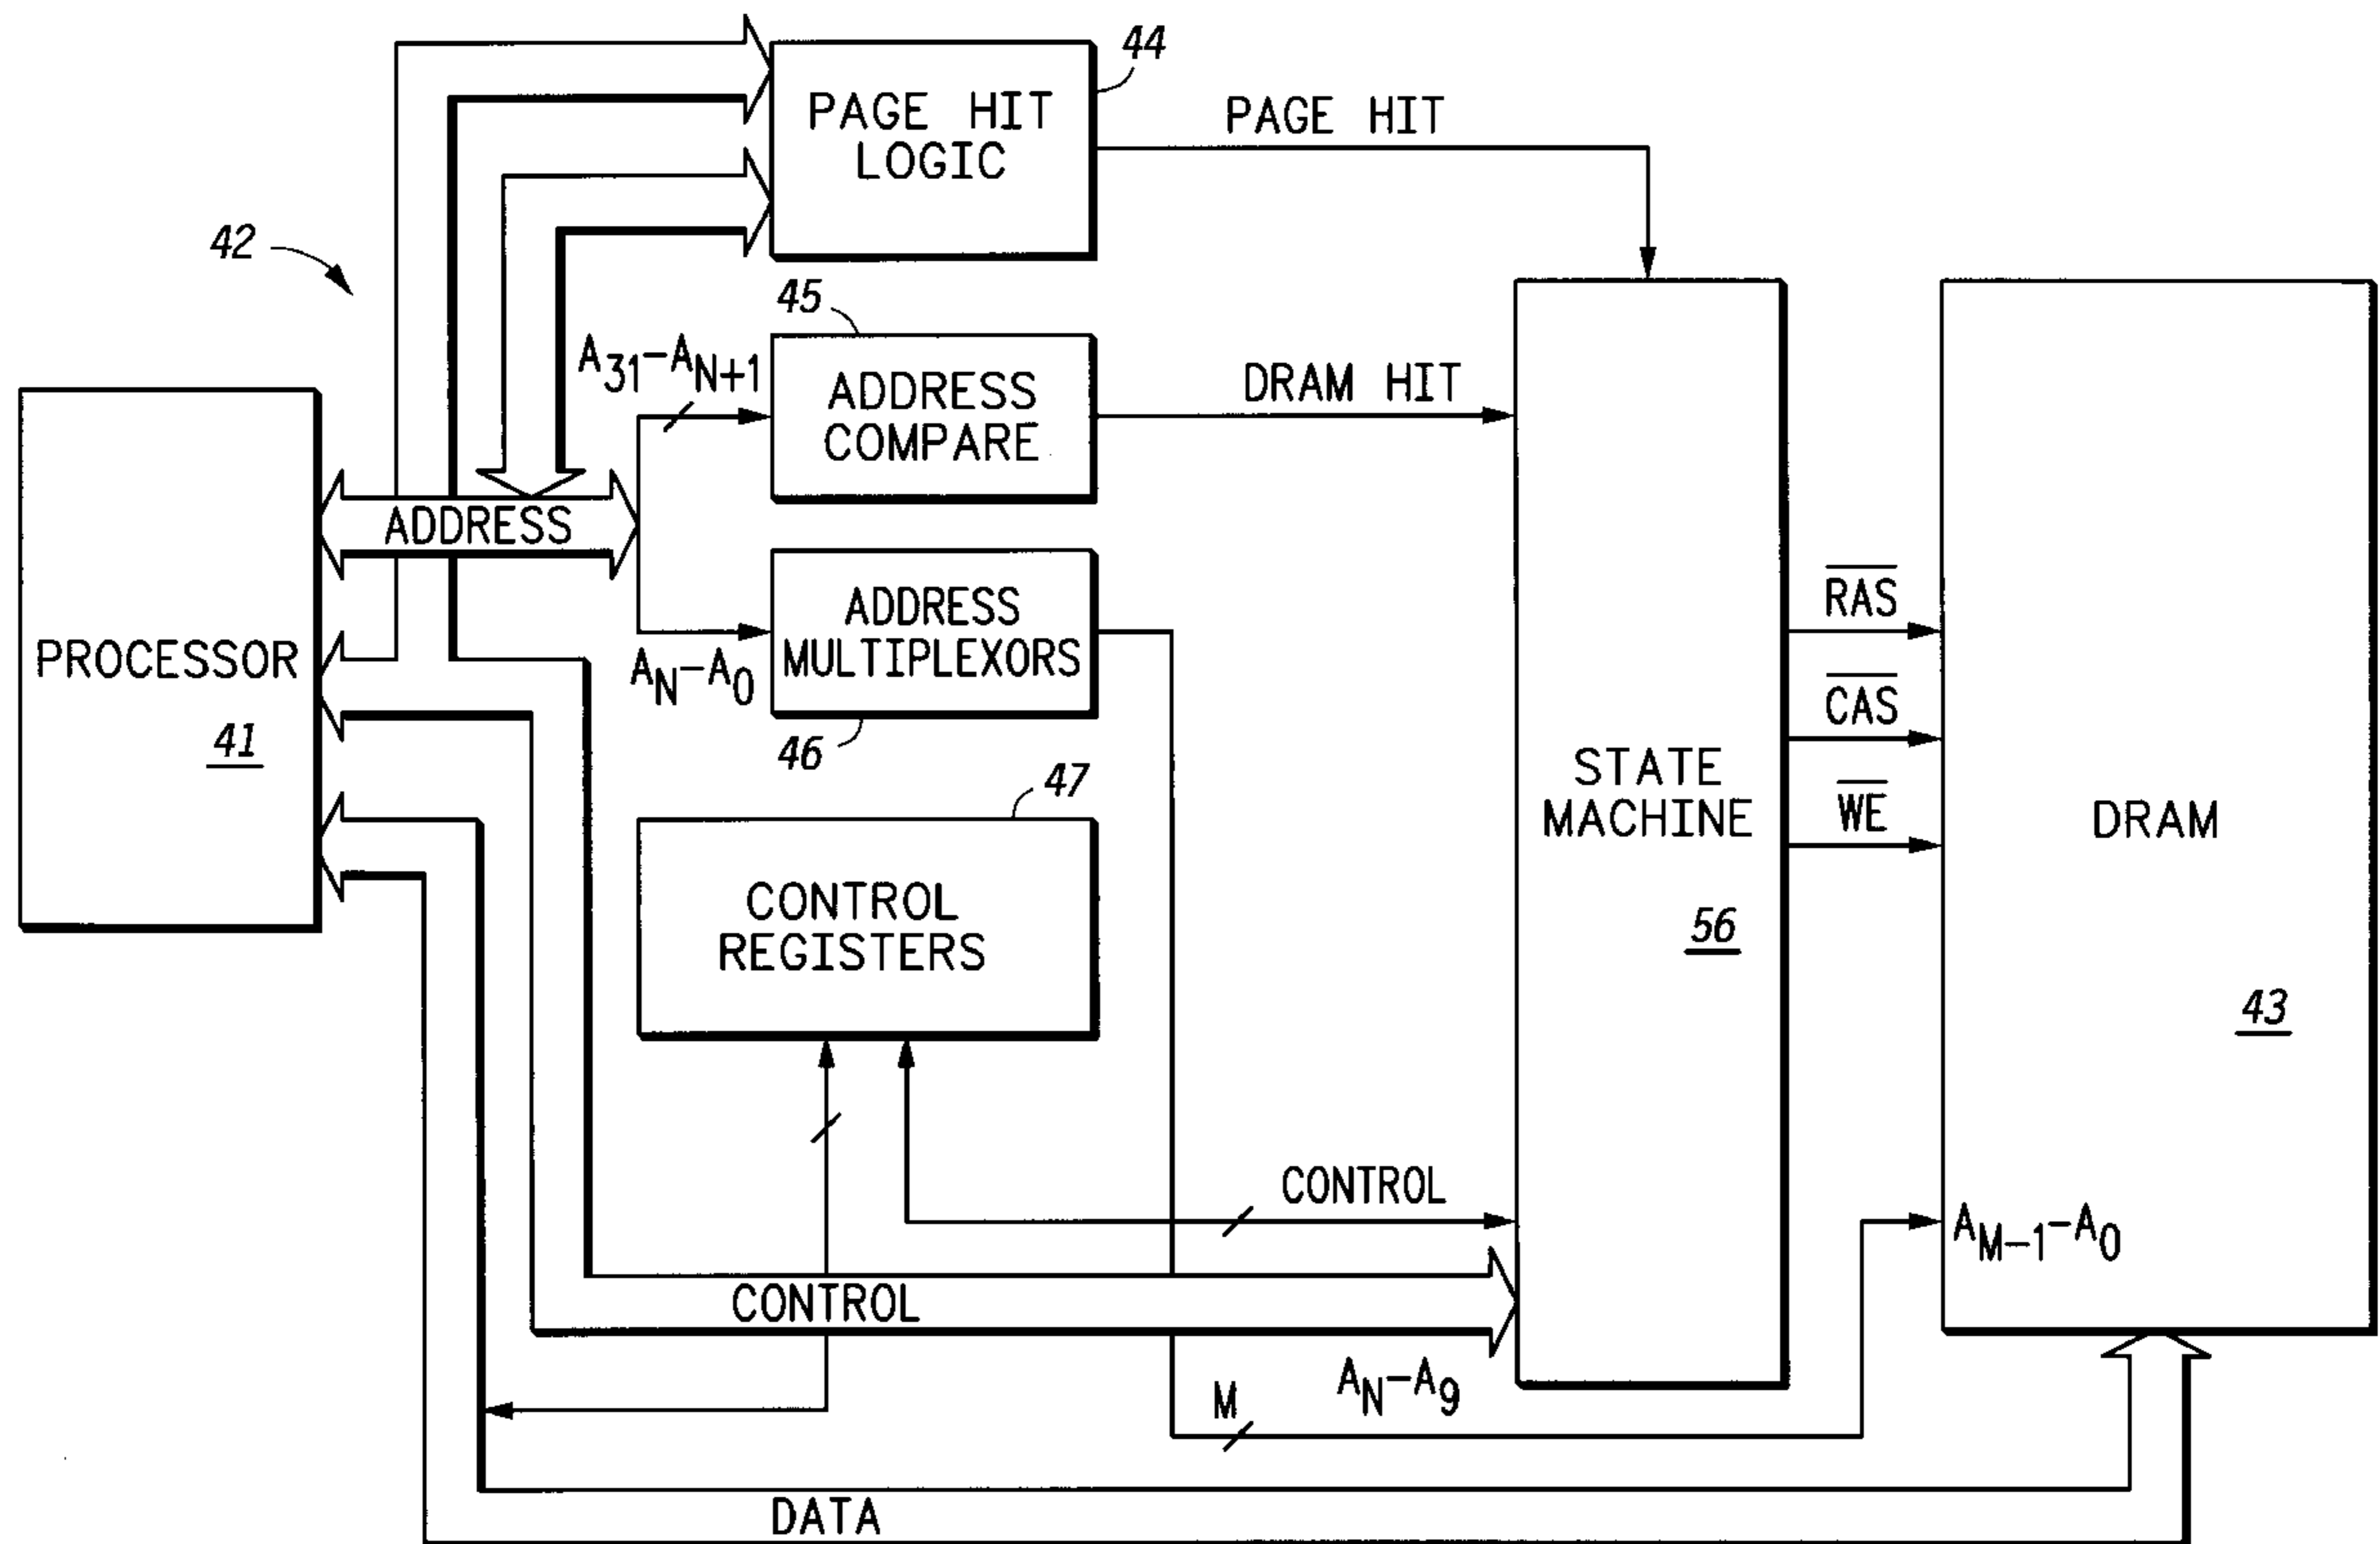 44
PAGE HIT
LOGIC
PAGE HIT
42
45
A31-AN+1
ADDRESS
COMPARE
DRAM HIT
ADDRESS
ADDRESS
MULTIPLEXORS
AN-A0
46
PROCESSOR
41
47
CONTROL
REGISTERS
STATE
MACHINE
56
RAS
CAS
WE
DRAM
43
CONTROL
AM-1-A0
CONTROL
AN-A9
M
DATA